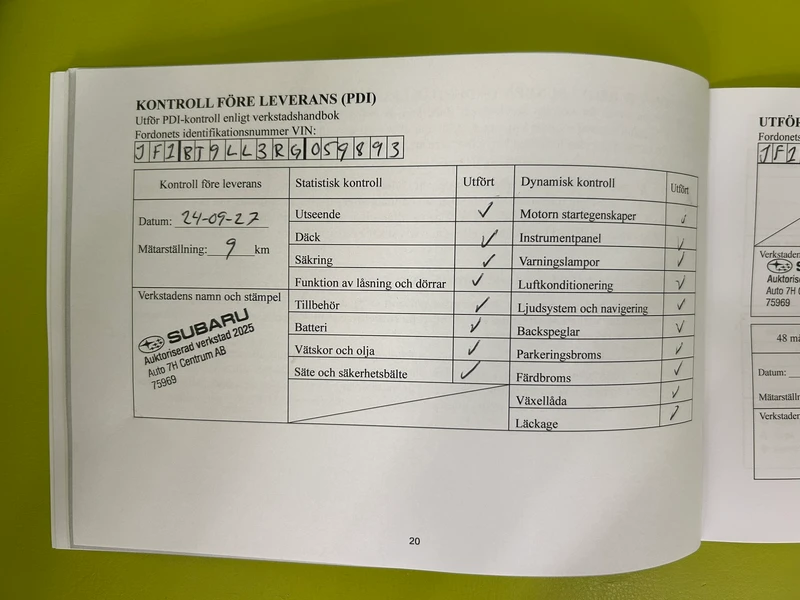 KONTROLL FÖRE LEVERANS (PDI)
Utför PDI-kontroll enligt verkstadshandbok
Fordonets identifikationsnummer VIN:
JF1BT9LL3RG059893
Kontroll före leverans
Datum: 24-09-27
Mätarställning: 9 km
Verkstadens namn och stämpel
SUBARU
Auktoriserad verkstad 2025
Auto 7H Centrum AB
75969
Statistisk kontroll Utfört
Utseende ✓
Däck ✓
Säkring ✓
Funktion av låsning och dörrar ✓
Tillbehör ✓
Batteri ✓
Vätskor och olja ✓
Säte och säkerhetsbälte ✓
Dynamisk kontroll Utfört
Motorn startegenskaper ✓
Instrumentpanel ✓
Varningslampor ✓
Luftkonditionering ✓
Ljudsystem och navigering ✓
Backspeglar ✓
Parkeringsbroms ✓
Färdbroms ✓
Växellåda ✓
Läckage ✓
20
UTFÖR
Fordonets
JF1
Verkstadens
S
Auktoris
Auto 7H
75969
48 må
Datum:
Mätarställn
Verkstaden